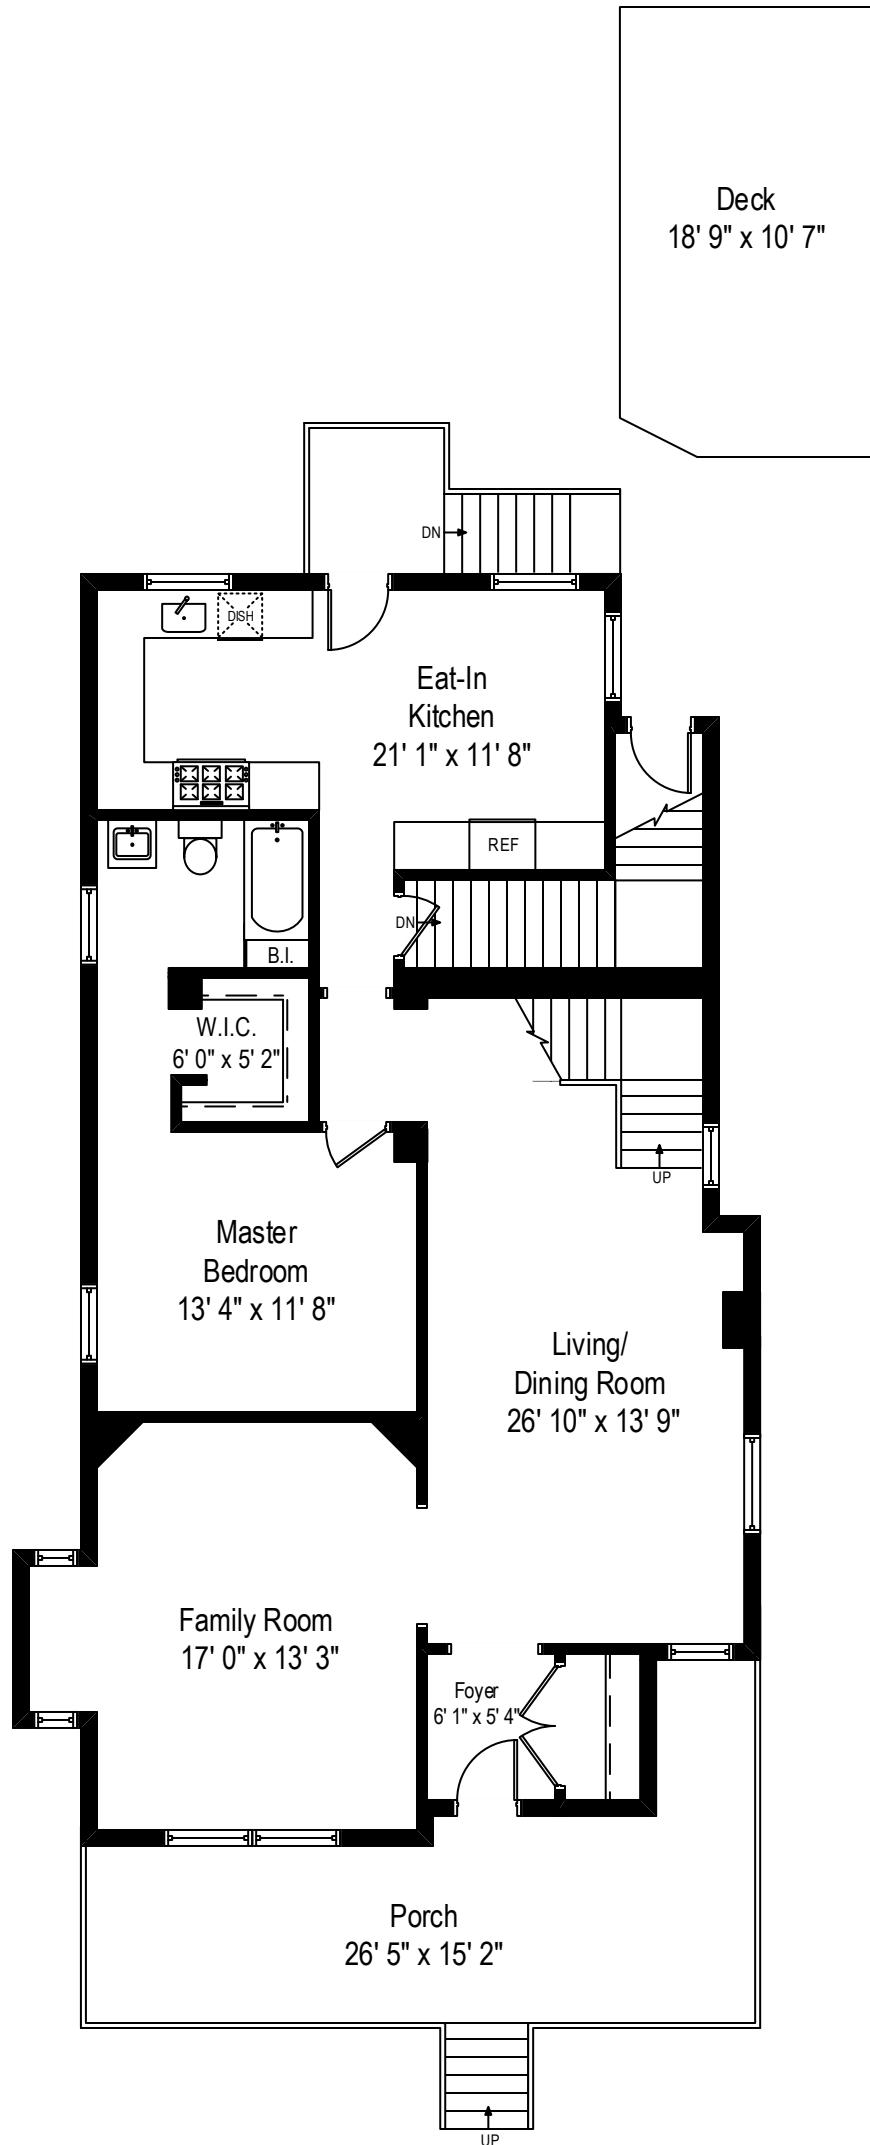 Deck
18' 9" x 10' 7"
DN
DISH
Eat-In
Kitchen
21' 1" x 11' 8"
REF
DN
B.I.
W.I.C.
6' 0" x 5' 2"
UP
Master
Bedroom
13' 4" x 11' 8"
Living/
Dining Room
26' 10" x 13' 9"
Family Room
17' 0" x 13' 3"
Foyer
6' 1" x 5' 4"
Porch
26' 5" x 15' 2"
UP